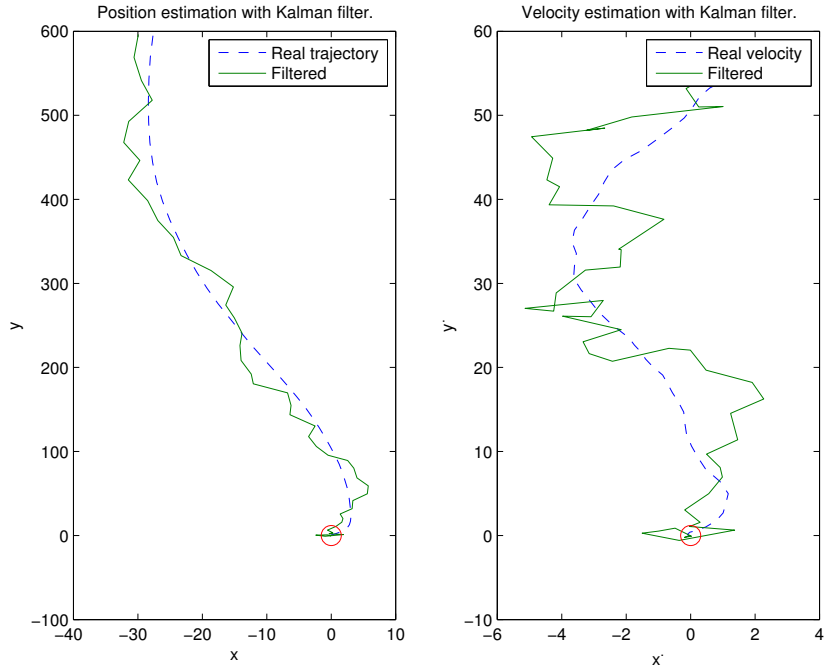 Position estimation with Kalman filter.
600
500
400
300
200
100
0
−100
y
−40
−30
−20
−10
0
10
x
Real trajectory
Filtered
Velocity estimation with Kalman filter.
60
50
40
30
20
10
0
−10
y˙
−6
−4
−2
0
2
4
x˙
Real velocity
Filtered